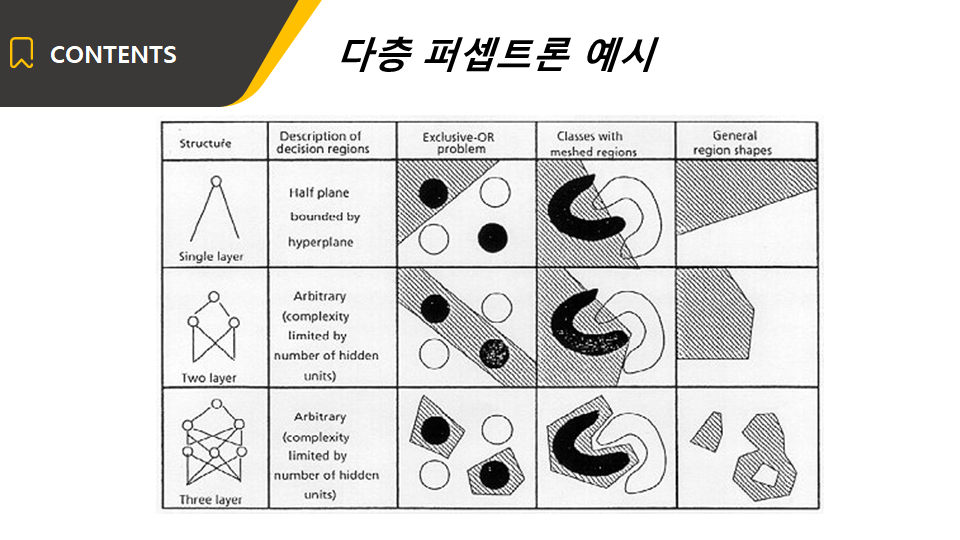 CONTENTS
다층 퍼셉트론 예시
Structure
Description of
decision regions
Exclusive-OR
problem
Classes with
meshed regions
General
region shapes
Single layer
Half plane
bounded by
hyperplane
Two layer
Arbitrary
(complexity
limited by
number of hidden
units)
Three layer
Arbitrary
(complexity
limited by
number of hidden
units)